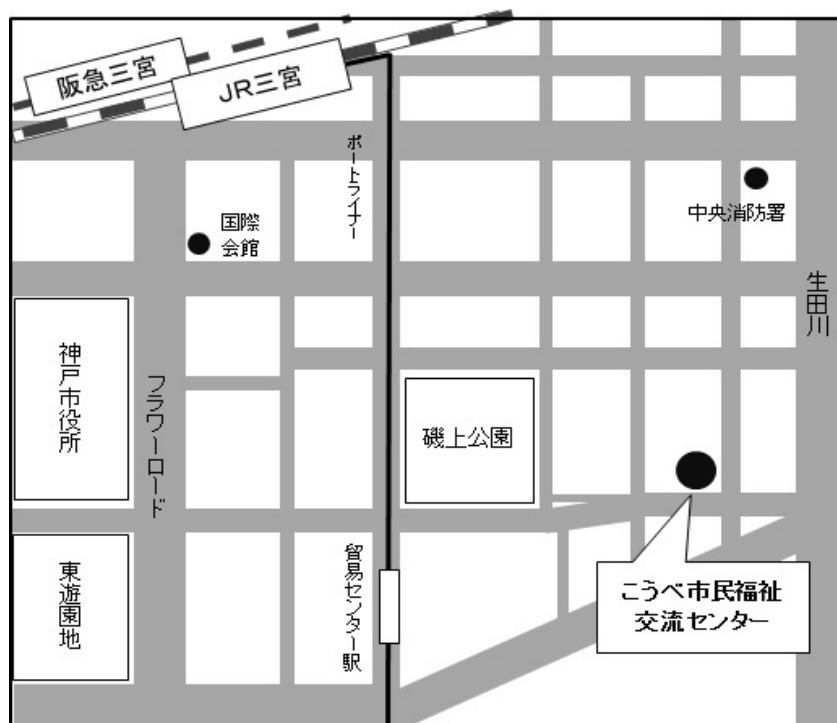 阪急三宮
JR三宮
ポートライナー
国際
会館
中央消防署
生田川
神戸市役所
フラワーロード
磯上公園
東遊園地
貿易センター駅
こうべ市民福祉
交流センター